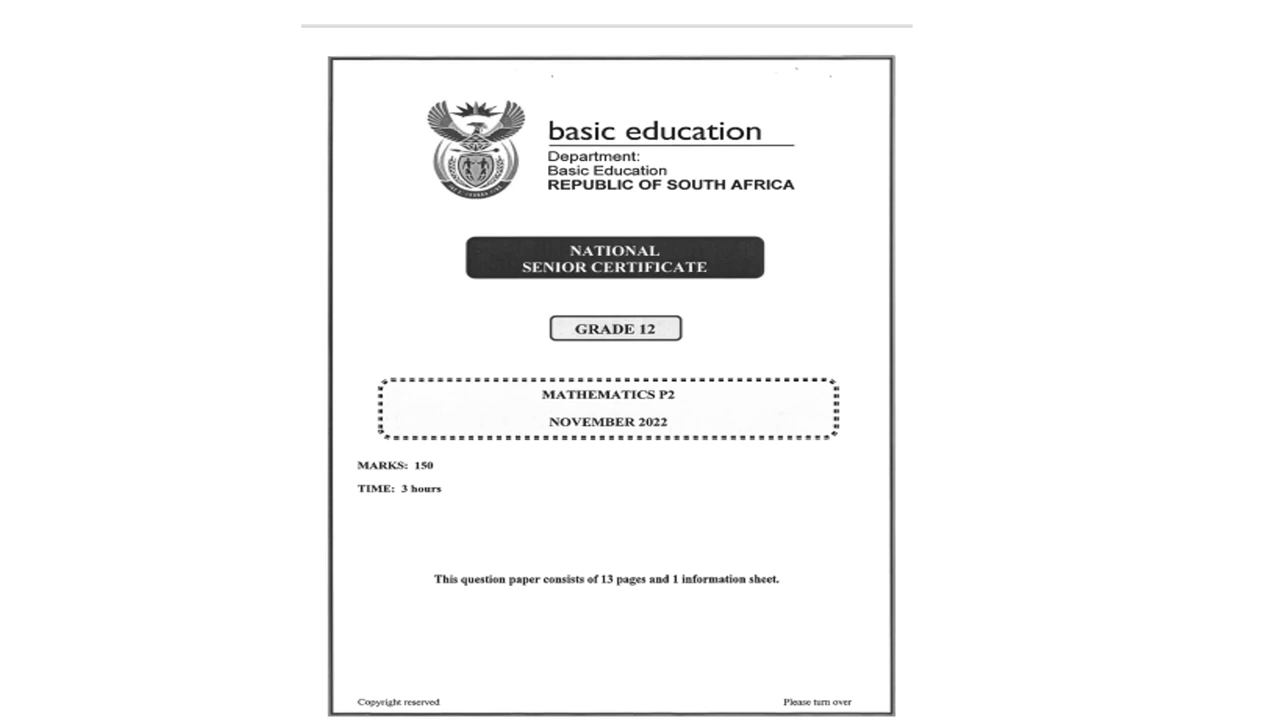 basic education
Department:
Basic Education
REPUBLIC OF SOUTH AFRICA
NATIONAL
SENIOR CERTIFICATE
GRADE 12
MATHEMATICS P2
NOVEMBER 2022
MARKS: 150
TIME: 3 hours
This question paper consists of 13 pages and 1 information sheet.
Copyright reserved
Please turn over